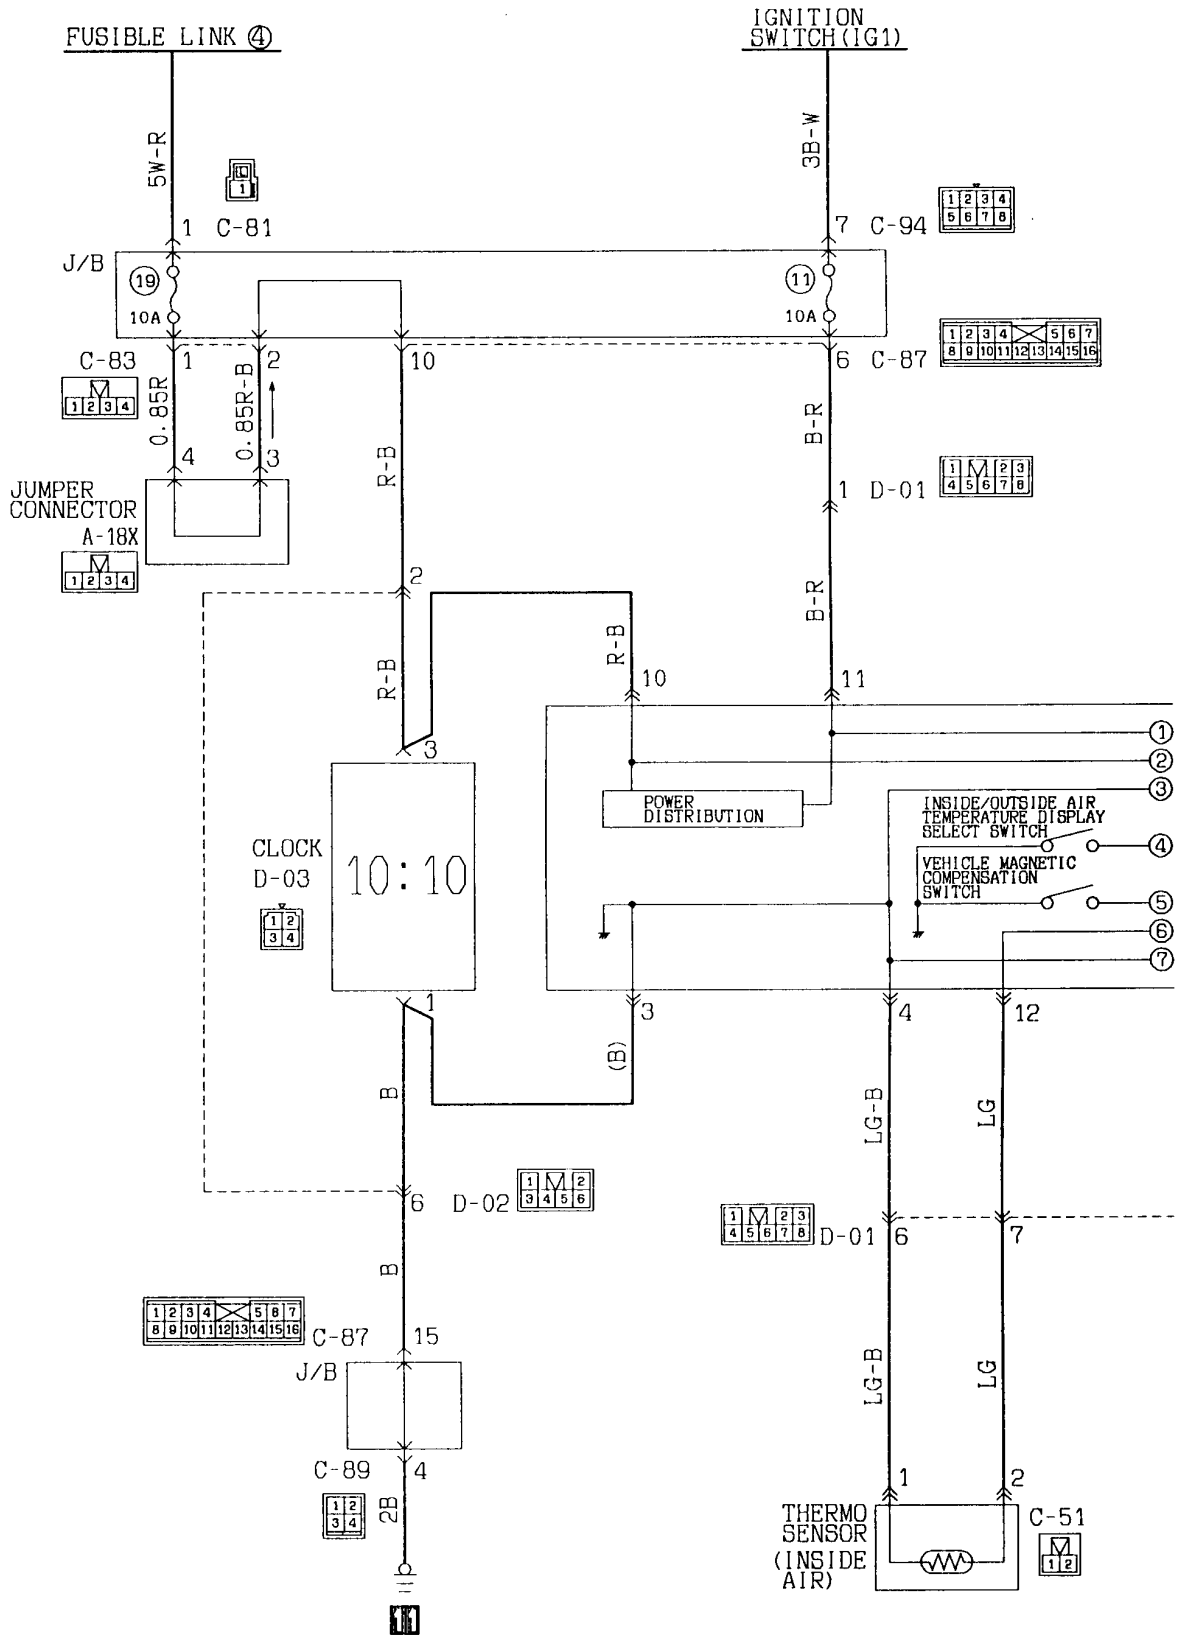 FUSIBLE LINK ④
IGNITION
SWITCH(IG1)
5W-R
3B-W
1
1 C-81
7 C-94
1 2 3 4
5 6 7 8
J/B
19
10A
11
10A
C-83
1 2 3 4
1
2
10
6 C-87
1 2 3 4 5 6 7
8 9 10 11 12 13 14 15 16
0.85R
0.85R-B
4
3
R-B
B-R
1 D-01
1 2 3
4 5 6 7 8
JUMPER
CONNECTOR
A-18X
1 2 3 4
2
R-B
R-B
B-R
10
11
3
①
②
③
④
⑤
⑥
⑦
POWER
DISTRIBUTION
INSIDE/OUTSIDE AIR
TEMPERATURE DISPLAY
SELECT SWITCH
VEHICLE MAGNETIC
COMPENSATION
SWITCH
CLOCK
D-03
1 2
3 4
10:10
1
3
4
12
(B)
B
LG-B
LG
6 D-02
1 2
3 4 5 6
1 2 3
4 5 6 7 8
D-01 6
7
B
1 2 3 4 5 6 7
8 9 10 11 12 13 14 15 16
C-87 15
J/B
LG-B
LG
C-89 4
1 2
3 4
2B
11
1
2
THERMO
SENSOR
(INSIDE
AIR)
C-51
1 2